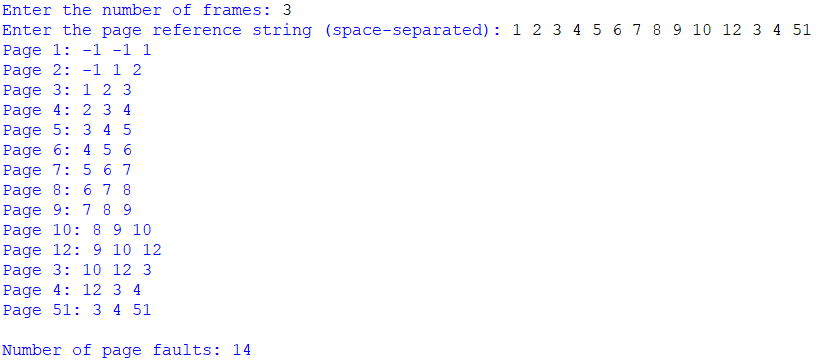 Enter the number of frames: 3
Enter the page reference string (space-separated): 1 2 3 4 5 6 7 8 9 10 12 3 4 51
Page 1: -1 -1 1
Page 2: -1 1 2
Page 3: 1 2 3
Page 4: 2 3 4
Page 5: 3 4 5
Page 6: 4 5 6
Page 7: 5 6 7
Page 8: 6 7 8
Page 9: 7 8 9
Page 10: 8 9 10
Page 12: 9 10 12
Page 3: 10 12 3
Page 4: 12 3 4
Page 51: 3 4 51
Number of page faults: 14